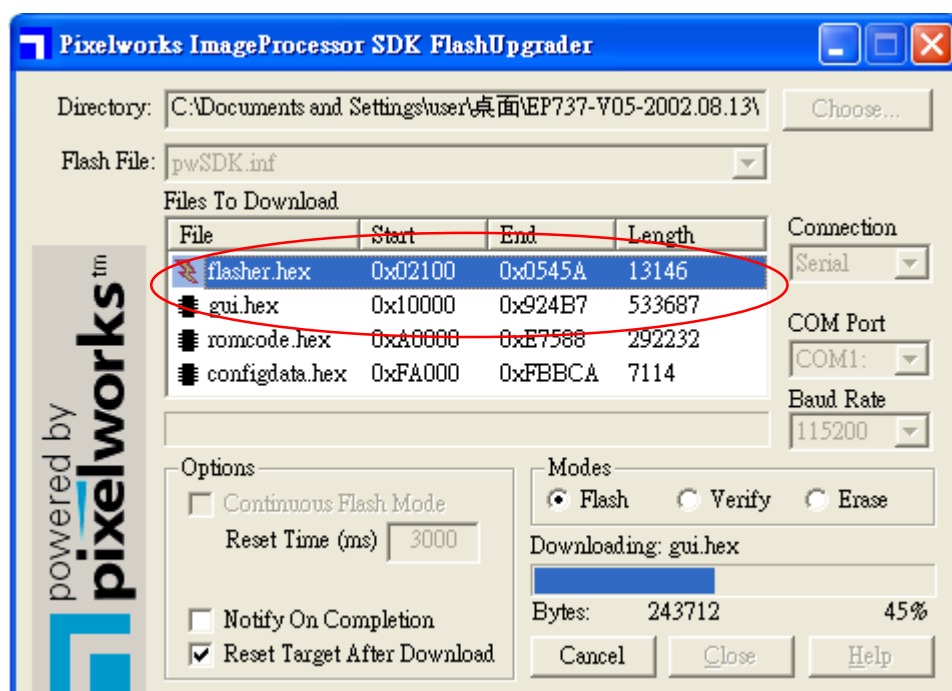 Pixelworks ImageProcessor SDK FlashUpgrader
Directory: C:\Documents and Settings\user\桌面\EP737-V05-2002.08.13\ Choose...
Flash File: pwSDK.inf
Files To Download
File Start End Length
flasher.hex 0x02100 0x0545A 13146
gui.hex 0x10000 0x924B7 533687
romcode.hex 0xA0000 0xE7588 292232
configdata.hex 0xFA000 0xFBBCA 7114
Connection
Serial
COM Port
COM1:
Baud Rate
115200
Options
Continuous Flash Mode
Reset Time (ms) 3000
Notify On Completion
Reset Target After Download
Modes
Flash Verify Erase
Downloading: gui.hex
Bytes: 243712 45%
Cancel Close Help
powered by
pixelworks tm